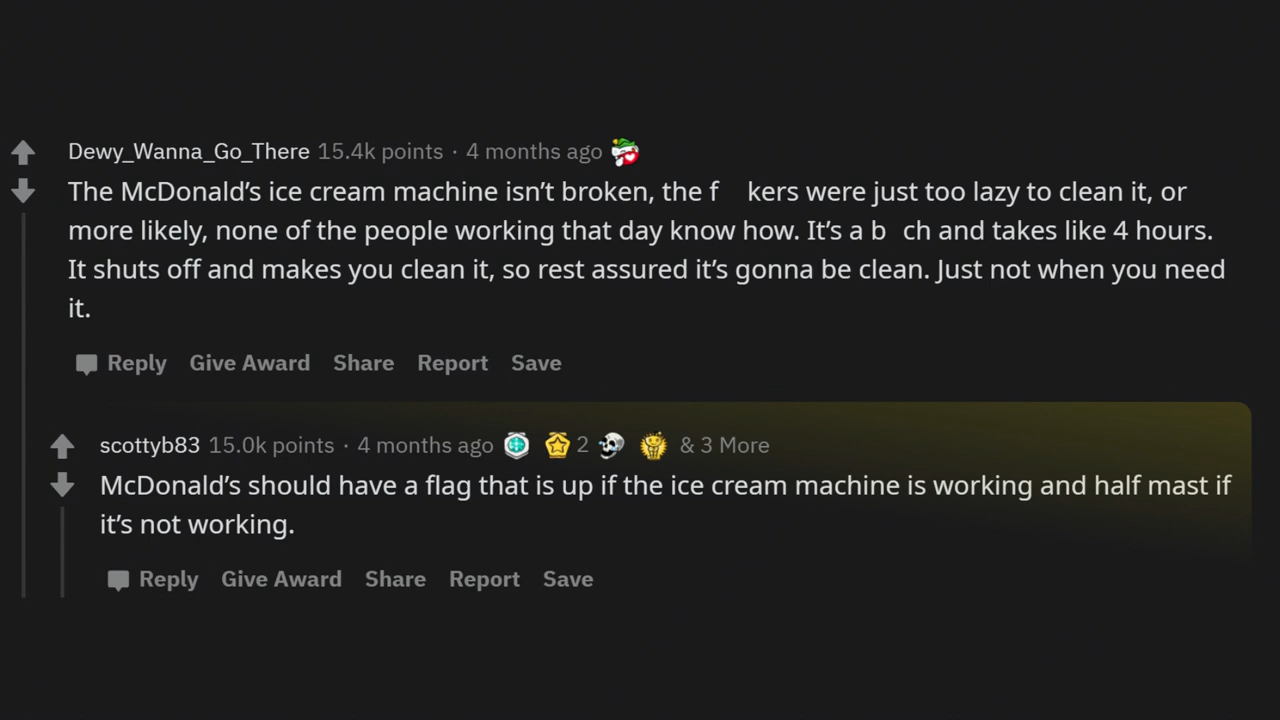 Dewy_Wanna_Go_There 15.4k points · 4 months ago
The McDonald’s ice cream machine isn’t broken, the f kers were just too lazy to clean it, or
more likely, none of the people working that day know how. It’s a b ch and takes like 4 hours.
It shuts off and makes you clean it, so rest assured it’s gonna be clean. Just not when you need
it.
Reply Give Award Share Report Save
scottyb83 15.0k points · 4 months ago 2 & 3 More
McDonald’s should have a flag that is up if the ice cream machine is working and half mast if
it’s not working.
Reply Give Award Share Report Save